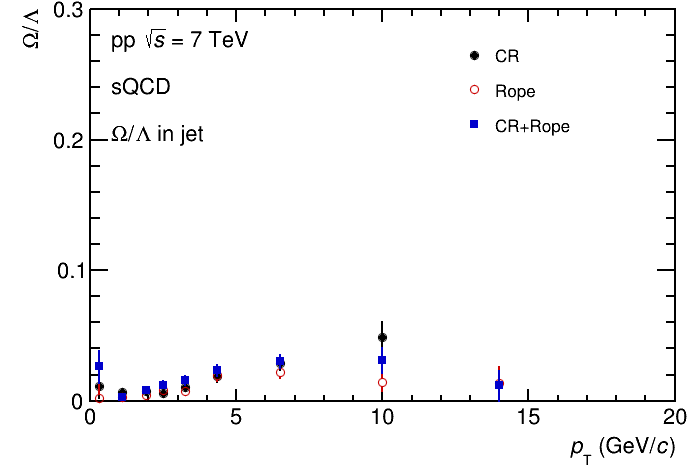 Ω/Λ
0.3
0.2
0.1
0
pp √s = 7 TeV
sQCD
Ω/Λ in jet
CR
Rope
CR+Rope
0 5 10 15 20
p_T (GeV/c)